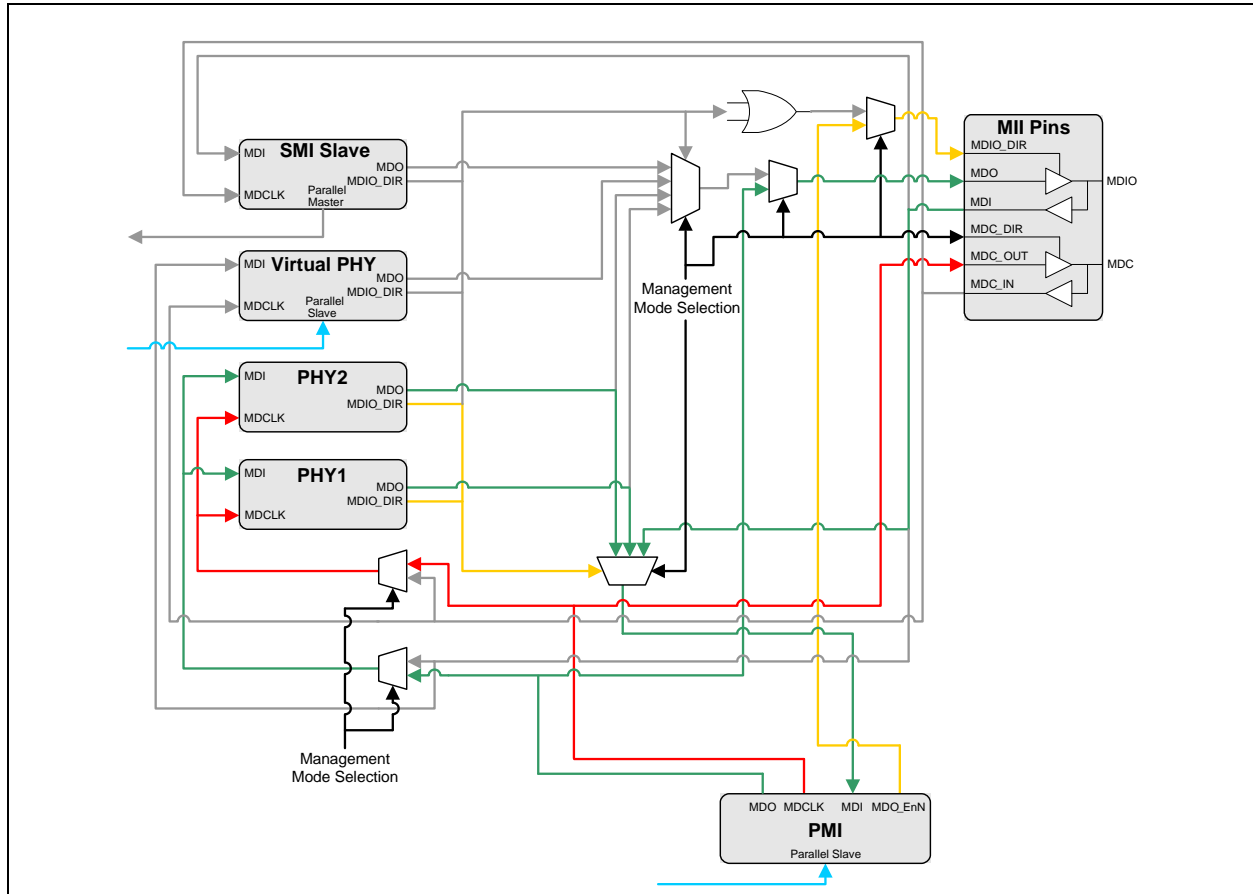 SMI Slave
MDI
MDO
MDIO_DIR
MDCLK
Parallel
Master
MII Pins
MDIO_DIR
MDO
MDIO
MDI
MDC_DIR
MDC_OUT
MDC
MDC_IN
Virtual PHY
MDI
MDO
MDIO_DIR
MDCLK
Parallel
Slave
Management
Mode Selection
PHY2
MDI
MDO
MDIO_DIR
MDCLK
PHY1
MDI
MDO
MDIO_DIR
MDCLK
Management
Mode Selection
MDO MDCLK MDI MDO_EnN
PMI
Parallel Slave